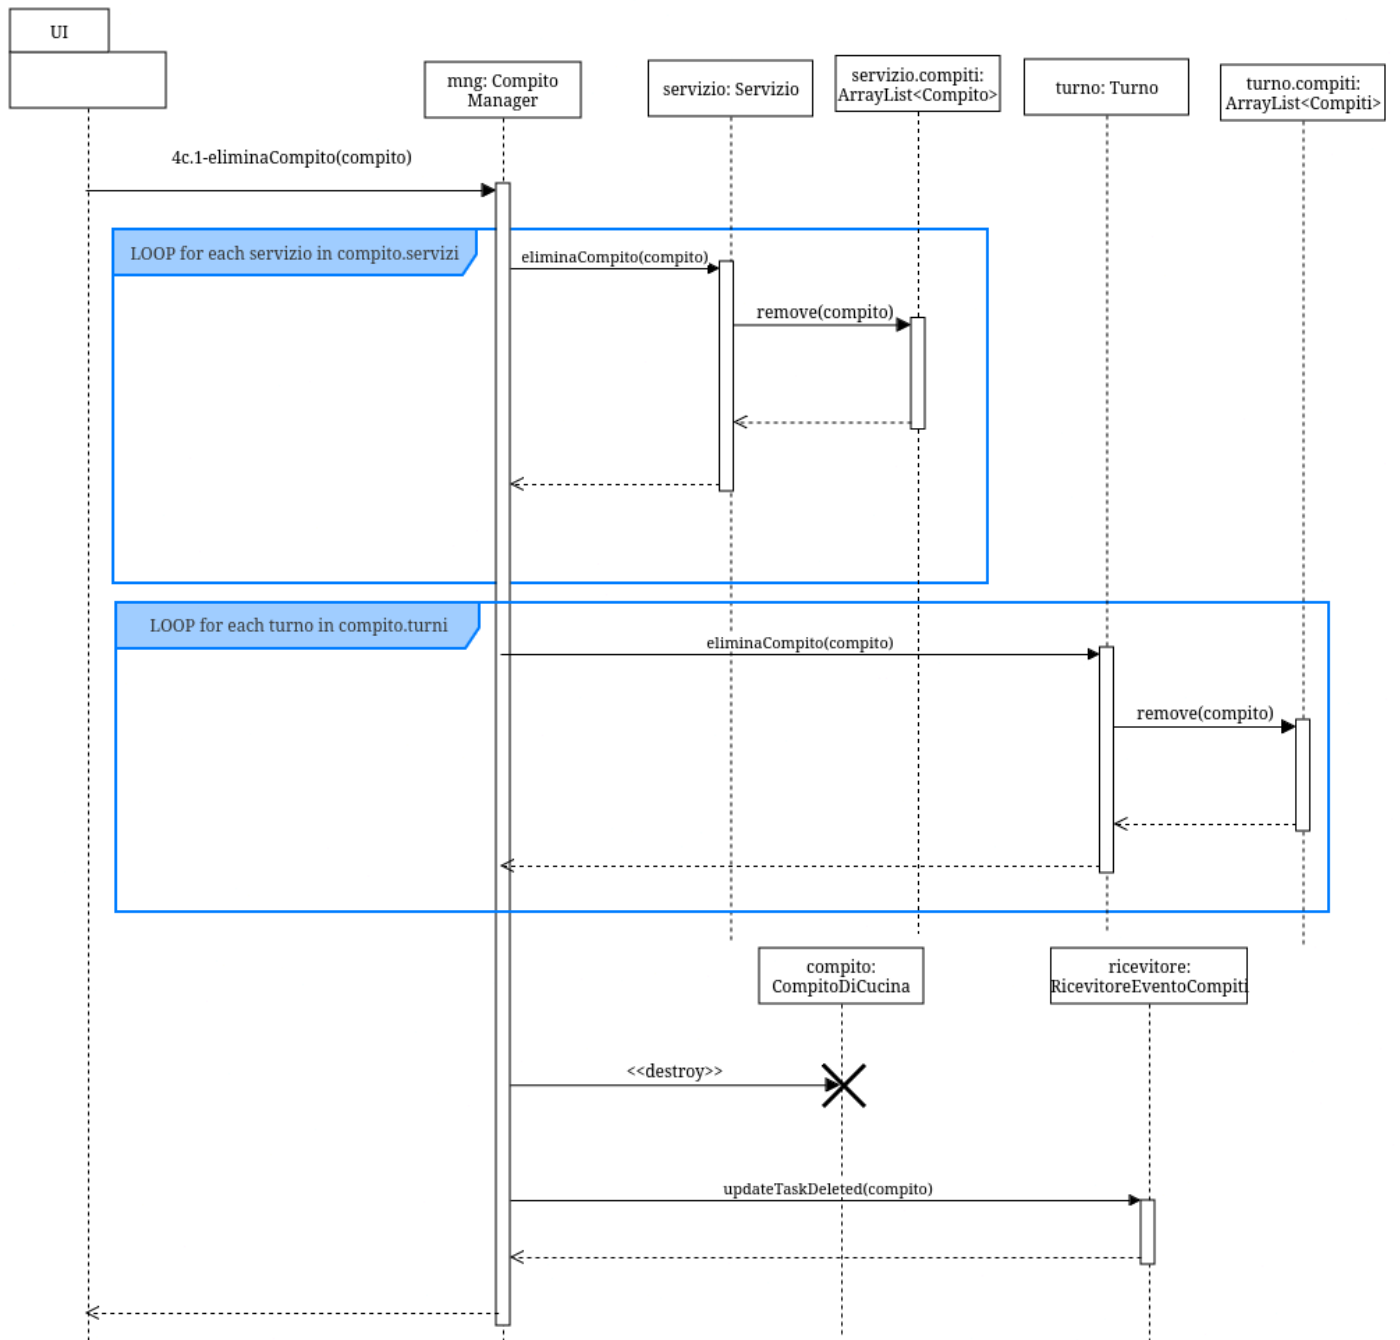 UI
mng: Compito
Manager
servizio: Servizio
servizio.compiti:
ArrayList<Compito>
turno: Turno
turno.compiti:
ArrayList<Compiti>
4c.1-eliminaCompito(compito)
LOOP for each servizio in compito.servizi
eliminaCompito(compito)
remove(compito)
LOOP for each turno in compito.turni
eliminaCompito(compito)
remove(compito)
compito:
CompitoDiCucina
ricevitore:
RicevitoreEventoCompiti
<<destroy>>
updateTaskDeleted(compito)